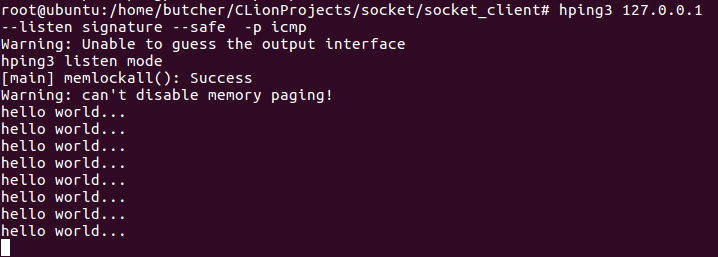 root@ubuntu:/home/butcher/CLionProjects/socket/socket_client# hping3 127.0.0.1
--listen signature --safe  -p icmp
Warning: Unable to guess the output interface
hping3 listen mode
[main] memlockall(): Success
Warning: can't disable memory paging!
hello world...
hello world...
hello world...
hello world...
hello world...
hello world...
hello world...
hello world...